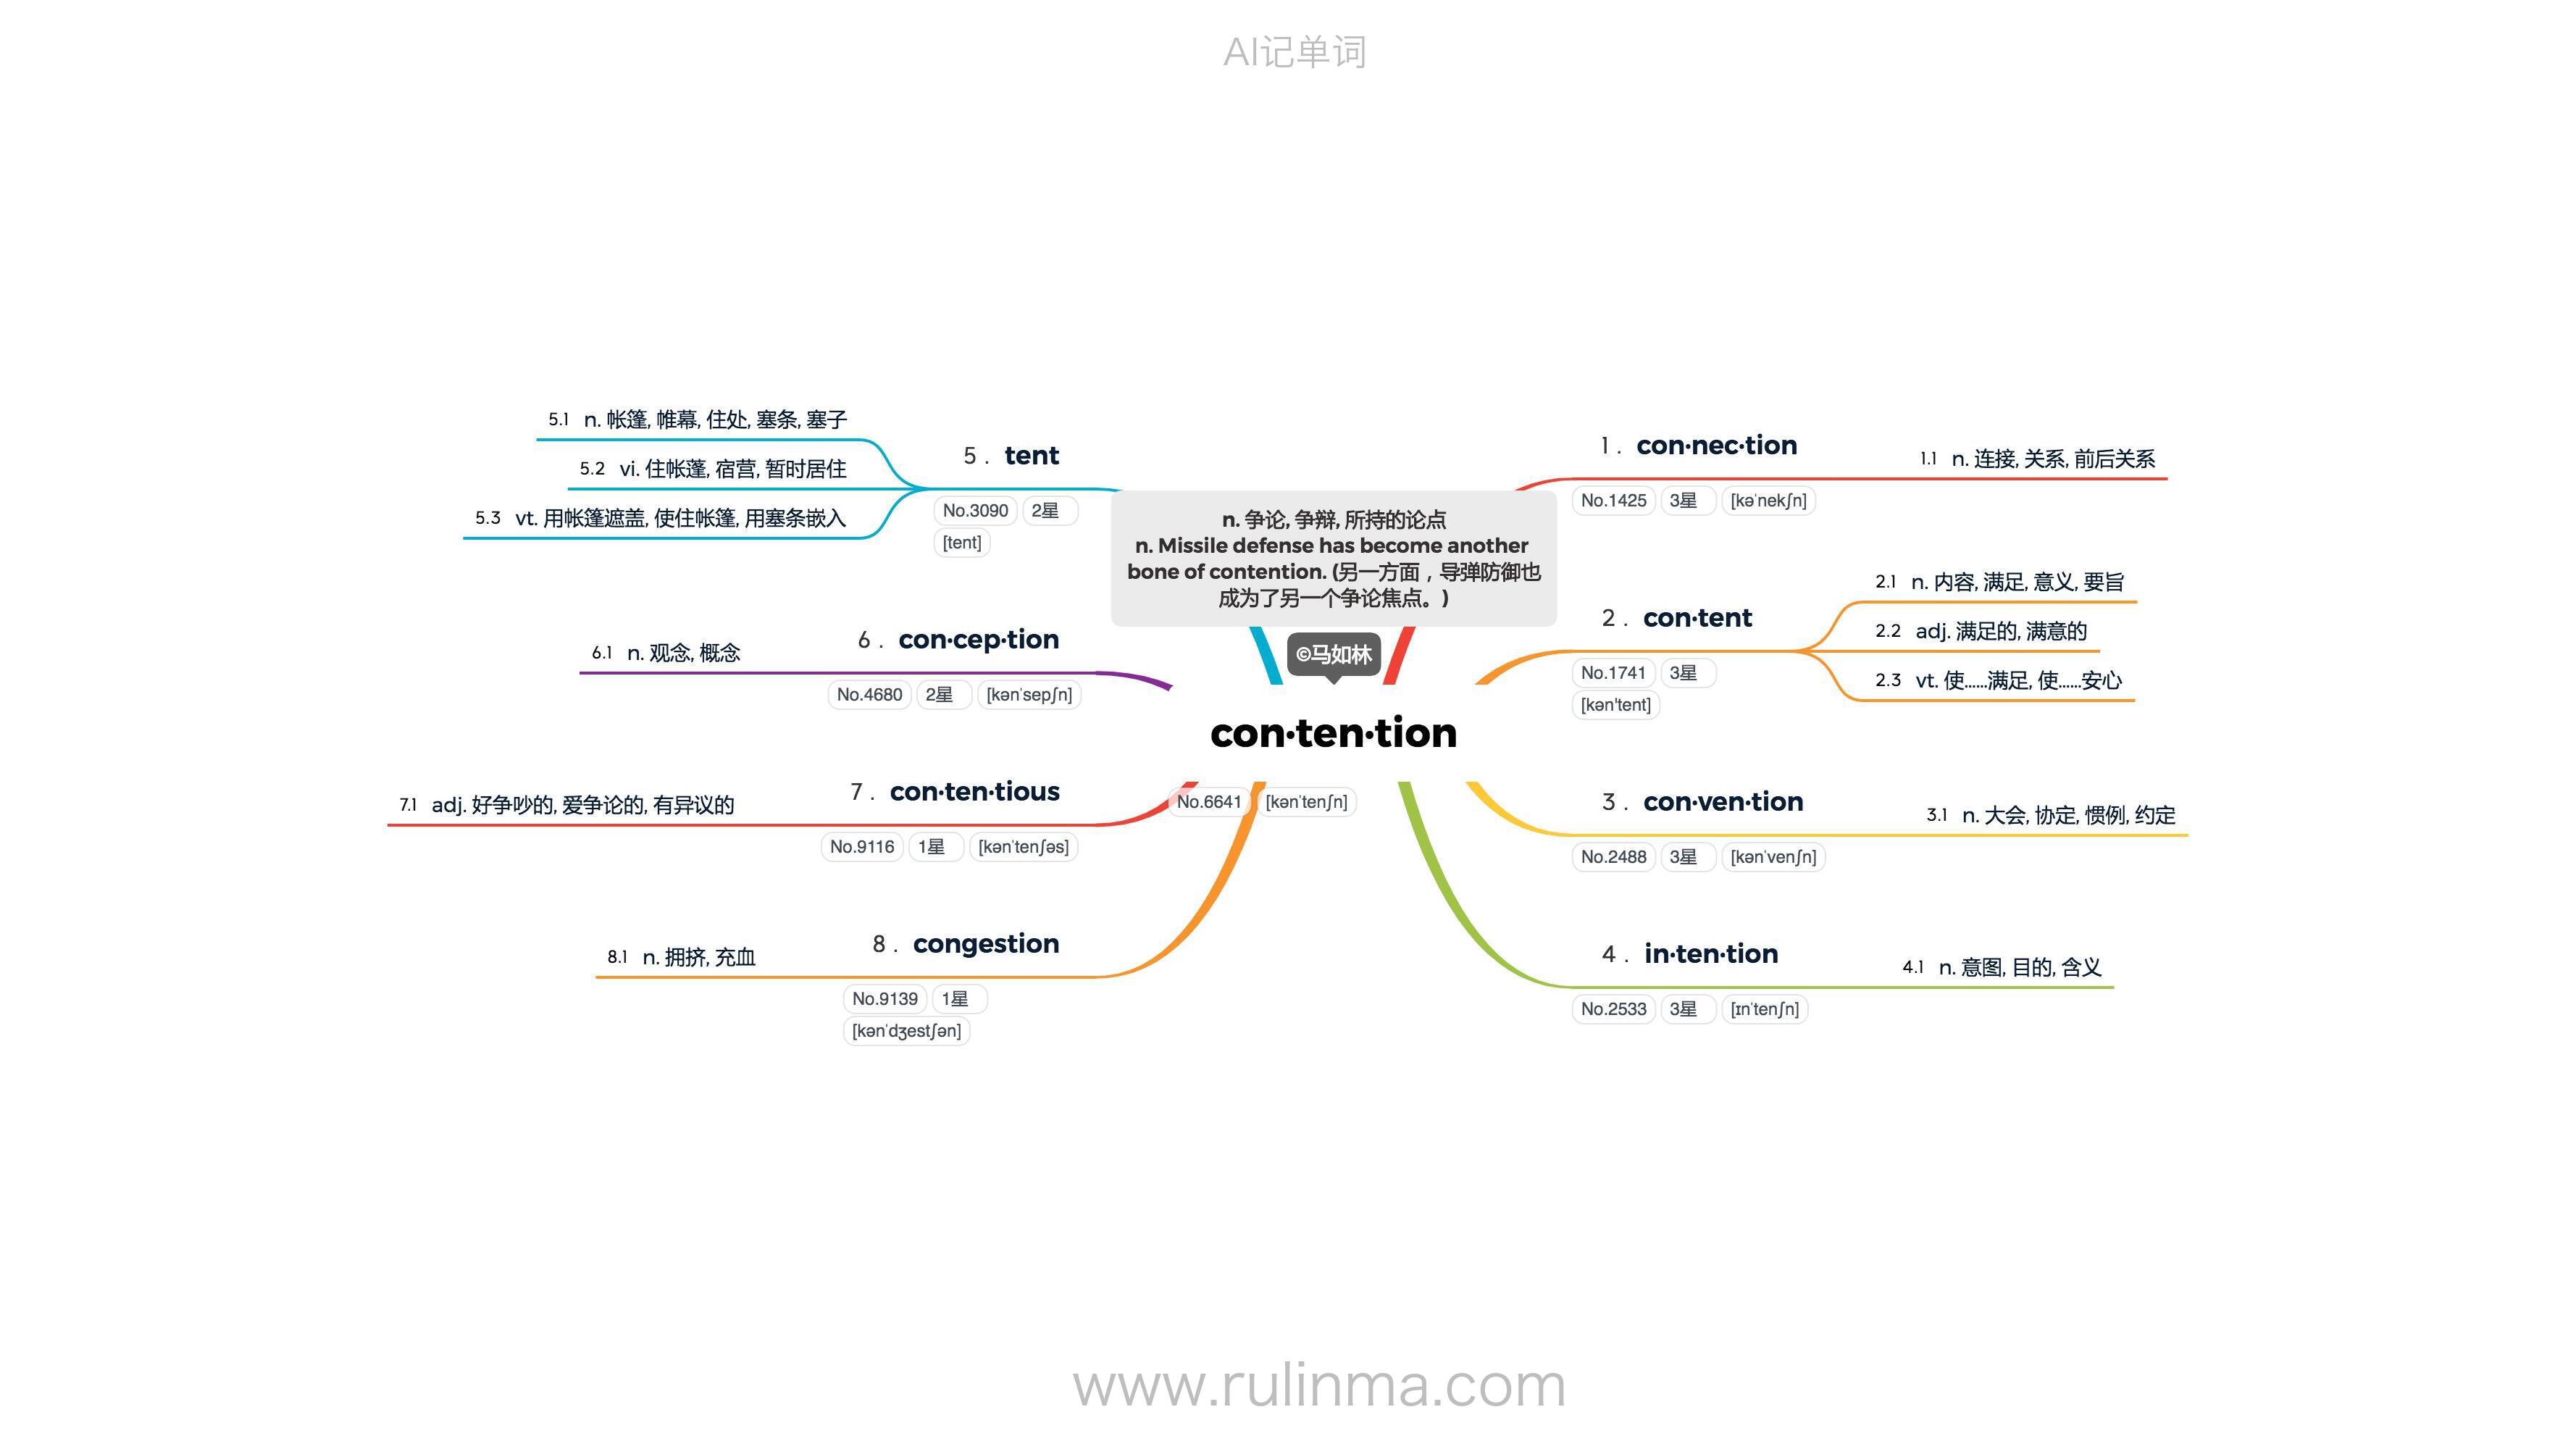 AI记单词
n. 争论, 争辩, 所持的论点
n. Missile defense has become another
bone of contention. (另一方面，导弹防御也
成为了另一个争论焦点。)
©马如林
con·ten·tion
No.6641 [kən'tenʃn]
1 . con·nec·tion
No.1425 3星 [kə'nekʃn]
1.1 n. 连接, 关系, 前后关系
2 . con·tent
No.1741 3星
[kən'tent]
2.1 n. 内容, 满足, 意义, 要旨
2.2 adj. 满足的, 满意的
2.3 vt. 使......满足, 使......安心
3 . con·ven·tion
No.2488 3星 [kən'venʃn]
3.1 n. 大会, 协定, 惯例, 约定
4 . in·ten·tion
No.2533 3星 [ɪn'tenʃn]
4.1 n. 意图, 目的, 含义
5 . tent
No.3090 2星
[tent]
5.1 n. 帐篷, 帷幕, 住处, 塞条, 塞子
5.2 vi. 住帐蓬, 宿营, 暂时居住
5.3 vt. 用帐篷遮盖, 使住帐篷, 用塞条嵌入
6 . con·cep·tion
No.4680 2星 [kən'sepʃn]
6.1 n. 观念, 概念
7 . con·ten·tious
No.9116 1星 [kən'tenʃəs]
7.1 adj. 好争吵的, 爱争论的, 有异议的
8 . congestion
No.9139 1星
[kən'dʒestʃən]
8.1 n. 拥挤, 充血
www.rulinma.com